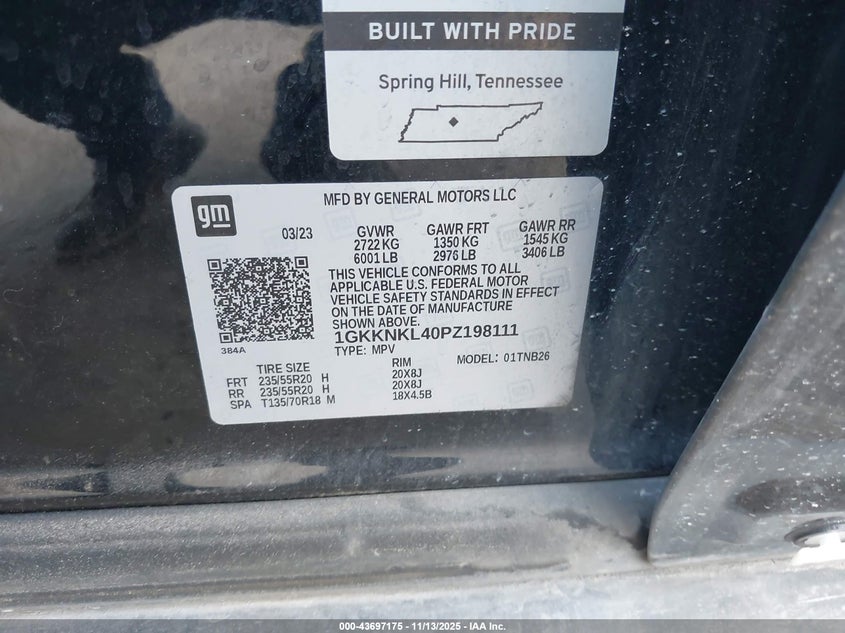 BUILT WITH PRIDE
Spring Hill, Tennessee
gm
MFD BY GENERAL MOTORS LLC
03/23 GVWR GAWR FRT GAWR RR
2722 KG 1350 KG 1545 KG
6001 LB 2976 LB 3406 LB
THIS VEHICLE CONFORMS TO ALL
APPLICABLE U.S. FEDERAL MOTOR
VEHICLE SAFETY STANDARDS IN EFFECT
ON THE DATE OF MANUFACTURE
SHOWN ABOVE.
384A
1GKKNKL40PZ198111
TYPE: MPV MODEL: 01TNB26
TIRE SIZE RIM
FRT 235/55R20 H 20X8J
RR 235/55R20 H 20X8J
SPA T135/70R18 M 18X4.5B
000-43697175 - 11/13/2025 - IAA Inc.